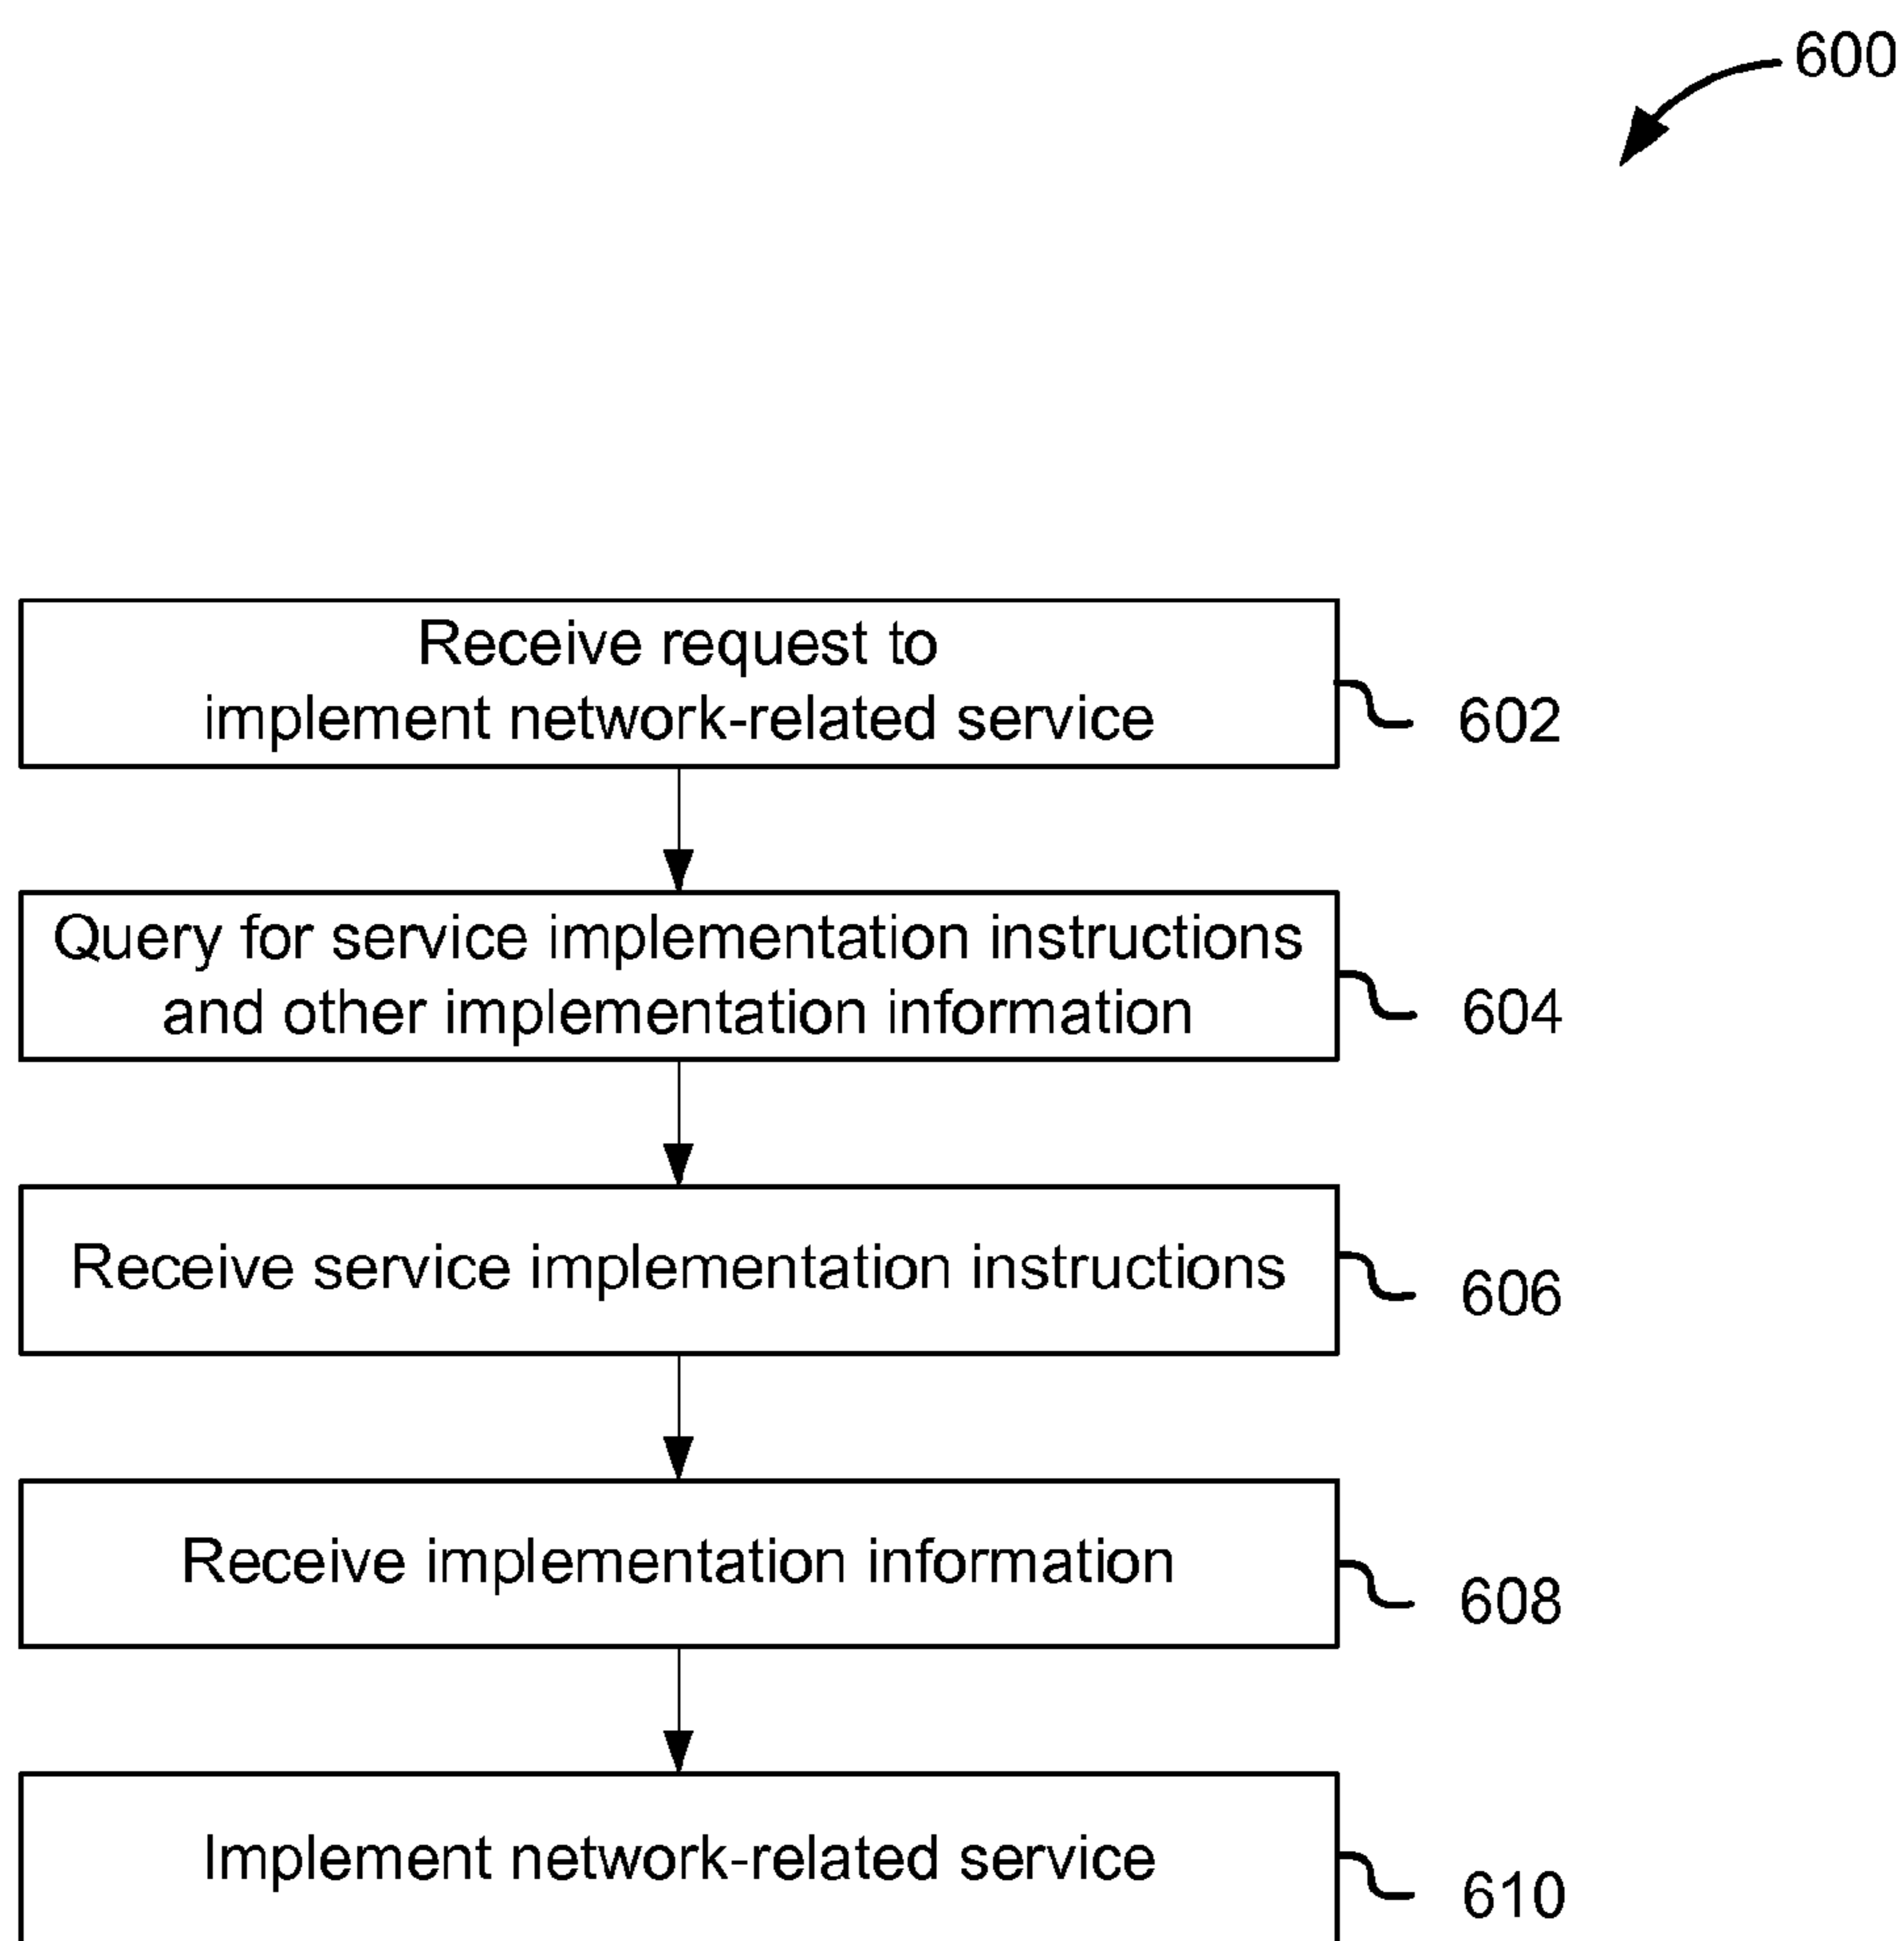 600
Receive request to
implement network-related service
602
Query for service implementation instructions
and other implementation information
604
Receive service implementation instructions
606
Receive implementation information
608
Implement network-related service
610